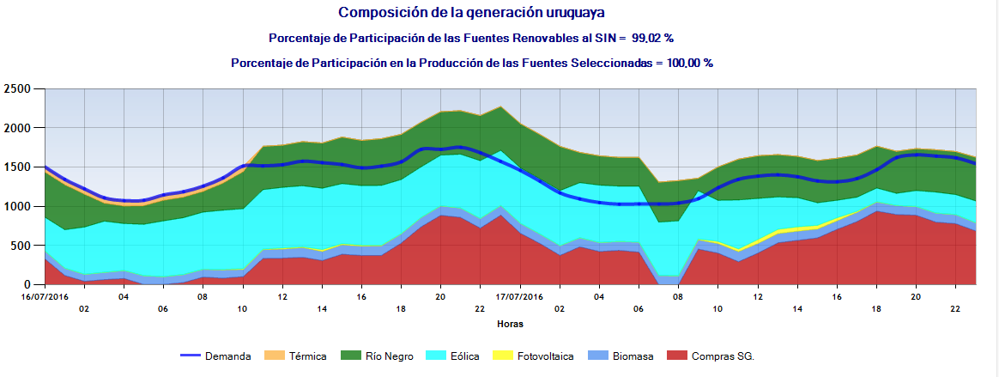 Composición de la generación uruguaya
Porcentaje de Participación de las Fuentes Renovables al SIN = 99,02 %
Porcentaje de Participación en la Producción de las Fuentes Seleccionadas = 100,00 %
2500
2000
1500
1000
500
0
16/07/2016 04 08 12 16 20 17/07/2016 04 08 12 16 20
02 06 10 14 18 22 02 06 10 14 18 22
Horas
Demanda Térmica Río Negro Eólica Fotovoltaica Biomasa Compras SG.